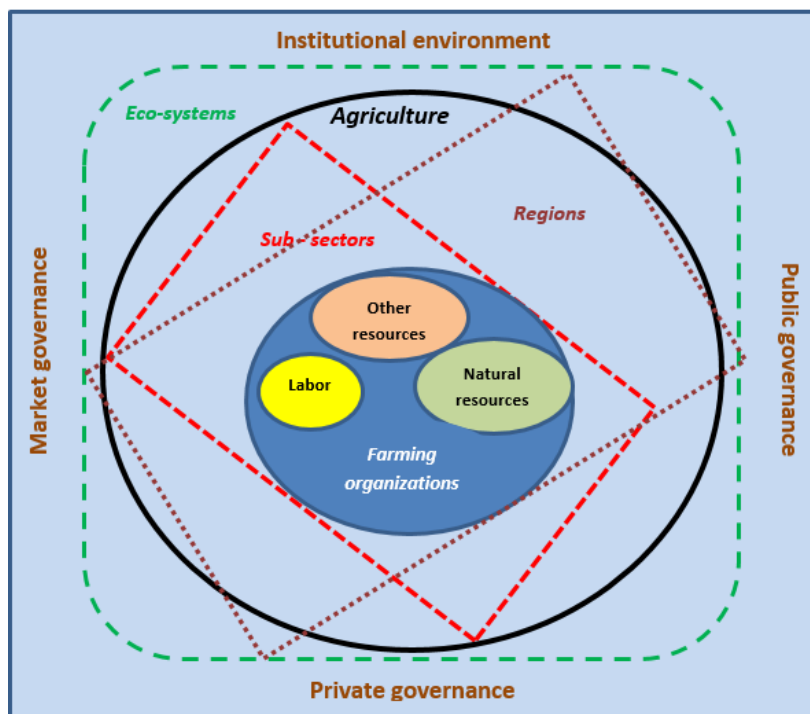 Institutional environment
Eco-systems
Agriculture
Regions
Sub - sectors
Market governance
Public governance
Other
resources
Labor
Natural
resources
Farming
organizations
Private governance